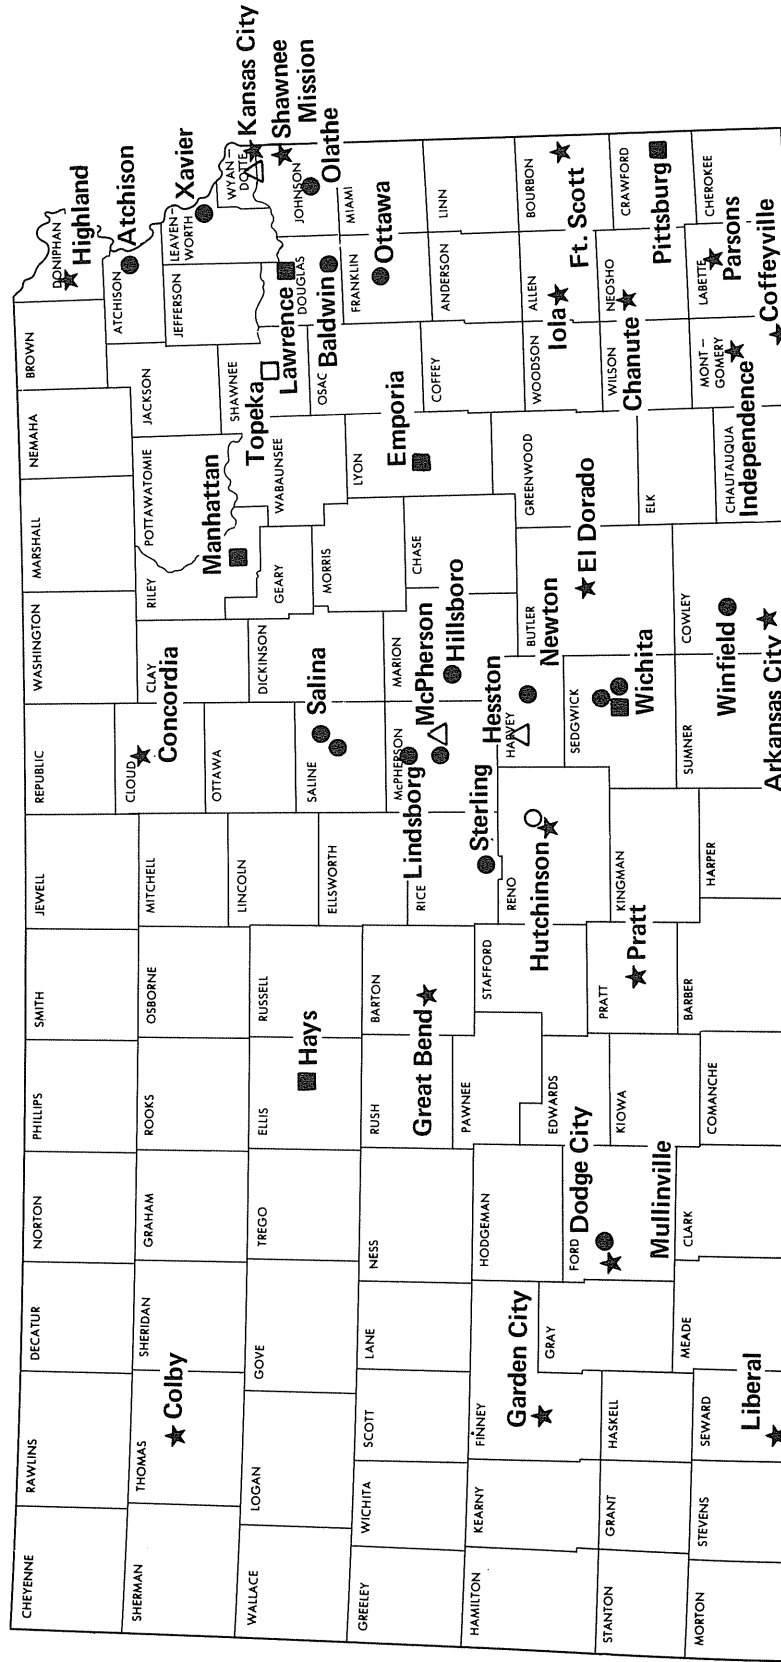 CHEYENNE
RAWLINS
DECATUR
NORTON
PHILLIPS
SMITH
JEWELL
REPUBLIC
WASHINGTON
MARSHALL
NEMAHA
BROWN
DONIPHAN
Highland
SHERMAN
THOMAS
Colby
SHERIDAN
GRAHAM
ROOKS
OSBORNE
MITCHELL
CLOUD
Concordia
CLAY
RILEY
POTTAWATOMIE
JACKSON
ATCHISON
Atchison
JEFFERSON
LEAVEN-
WORTH
Xavier
WYAN-
DOTTE
Kansas City
WALLACE
LOGAN
GOVE
TREGO
ELLIS
Hays
RUSSELL
LINCOLN
OTTAWA
DICKINSON
GEARY
Manhattan
WABAUNSEE
SHAWNEE
Topeka
DOUGLAS
Lawrence
JOHNSON
Shawnee
Mission
Olathe
GREELEY
WICHITA
SCOTT
LANE
NESS
RUSH
BARTON
Great Bend
ELLSWORTH
SALINE
Salina
MORRIS
LYON
Emporia
OSAG
Baldwin
FRANKLIN
Ottawa
MIAMI
HAMILTON
KEARNY
FINNEY
Garden City
HODGEMAN
PAWNEE
STAFFORD
RICE
Sterling
McPHERSON
Lindsborg
McPherson
MARION
Hillsboro
CHASE
COFFEY
ANDERSON
LINN
STANTON
GRANT
HASKELL
GRAY
FORD
Dodge City
EDWARDS
KIOWA
Mullinville
PRATT
Pratt
RENO
Hutchinson
HARVEY
Hesston
Newton
BUTLER
El Dorado
GREENWOOD
WOODSON
ALLEN
Iola
BOURBON
Ft. Scott
SEDGWICK
Wichita
KINGMAN
ELK
WILSON
NEOSHO
Chanute
CRAWFORD
Pittsburg
MORTON
STEVENS
SEWARD
Liberal
MEADE
CLARK
COMANCHE
BARBER
HARPER
SUMNER
COWLEY
Winfield
Arkansas City
CHAUTAUQUA
MONT-
GOMERY
Independence
LABETTE
Parsons
CHEROKEE
Coffeyville